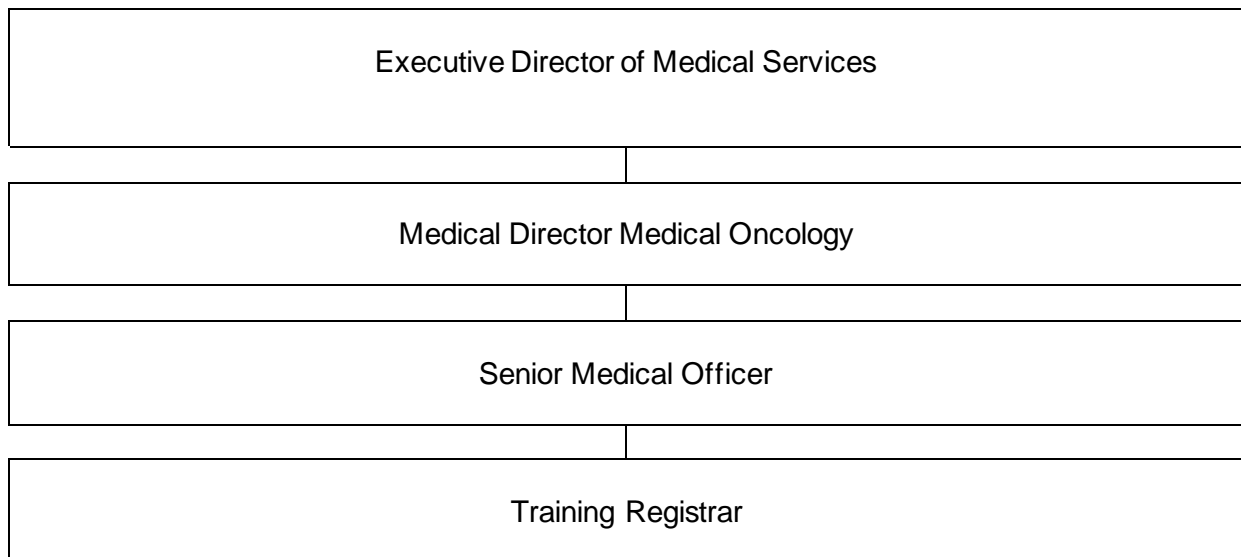 Executive Director of Medical Services
Medical Director Medical Oncology
Senior Medical Officer
Training Registrar